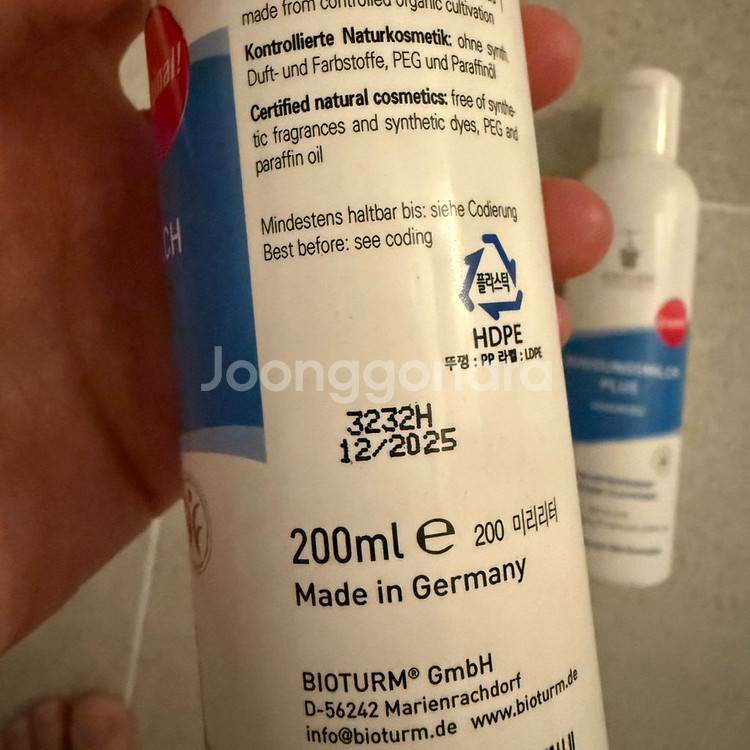 made from controlled organic cultivation
Kontrollierte Naturkosmetik: ohne synth.
Duft- und Farbstoffe, PEG und Paraffinöl
Certified natural cosmetics: free of synthe-
tic fragrances and synthetic dyes, PEG and
paraffin oil
CH
Mindestens haltbar bis: siehe Codierung
Best before: see coding
플라스틱
HDPE
뚜껑 : PP 라벨 : LDPE
Joonggonara
3232H
12/2025
200ml e 200 미리리터
Made in Germany
BIOTURM® GmbH
D-56242 Marienrachdorf
info@bioturm.de www.bioturm.de
PLUS